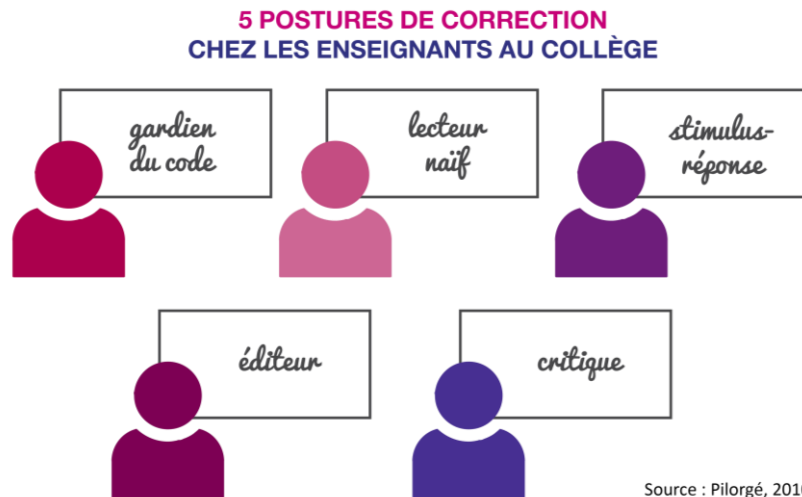 5 POSTURES DE CORRECTION
CHEZ LES ENSEIGNANTS AU COLLÈGE
gardien
du code
lecteur
naïf
stimulus-
réponse
éditeur
critique
Source : Pilorgé, 2010